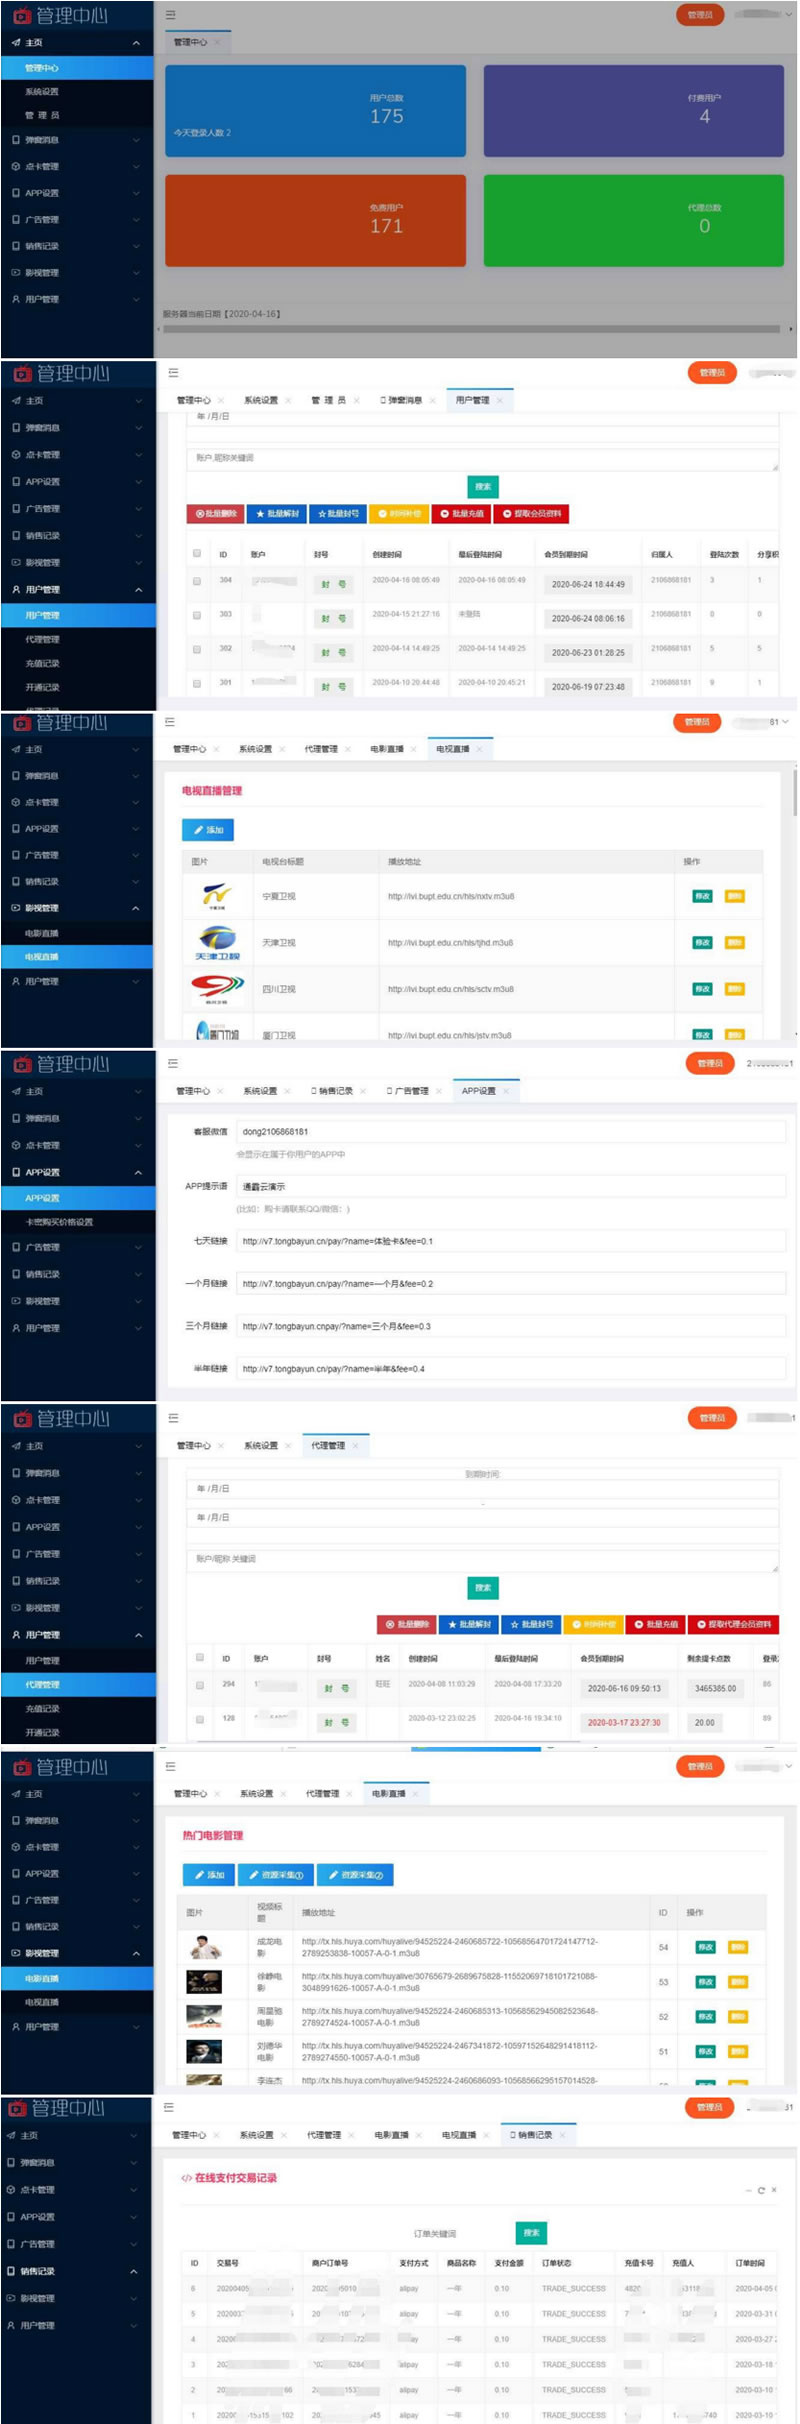 管理中心
管理员
主页
管理中心
管理中心
用户总数
175
今天登录人数 2
付费用户
4
系统设置
管 理 员
弹窗消息
点卡管理
APP设置
广告管理
销售记录
影视管理
用户管理
免费用户
171
代理总数
0
服务器当前日期【2020-04-16】
管理中心
管理员
主页
弹窗消息
点卡管理
APP设置
广告管理
销售记录
影视管理
用户管理
用户管理
代理管理
充值记录
开通记录
管理中心 系统设置 管 理 员 弹窗消息 用户管理
年 /月/日
账户,昵称关键词
搜索
批量删除 批量解封 批量封号 时间补偿 批量充值 提取会员资料
ID 账户 封号 创建时间 最后登陆时间 会员到期时间 归属人 登陆次数 分享积
304 封 号 2020-04-16 08:05:49 2020-04-16 08:05:49 2020-06-24 18:44:49 2106868181 3 1
303 封 号 2020-04-15 21:27:16 未登陆 2020-06-24 08:06:16 2106868181 0 0
302 封 号 2020-04-14 14:49:25 2020-04-14 14:49:25 2020-06-23 01:28:25 2106868181 5 5
301 封 号 2020-04-10 20:44:48 2020-04-10 20:45:21 2020-06-19 07:23:48 2106868181 9 1
管理中心
管理员 81
主页
弹窗消息
点卡管理
APP设置
广告管理
销售记录
影视管理
电影直播
电视直播
用户管理
管理中心 系统设置 代理管理 电影直播 电视直播
电视直播管理
添加
图片 电视台标题 播放地址 操作
宁夏卫视 http://ivi.bupt.edu.cn/hls/nxtv.m3u8 修改 删除
天津卫视 天津卫视 http://ivi.bupt.edu.cn/hls/tjhd.m3u8 修改 删除
四川卫视 http://ivi.bupt.edu.cn/hls/sctv.m3u8 修改 删除
厦门卫视 http://ivi.bupt.edu.cn/hls/jstv.m3u8 修改 删除
管理中心
管理员
主页
弹窗消息
点卡管理
APP设置
APP设置
卡密购买价格设置
广告管理
销售记录
影视管理
用户管理
管理中心 系统设置 销售记录 广告管理 APP设置
客服微信 dong2106868181
会显示在属于你用户的APP中
APP提示语 通霸云演示
(比如：购卡请联系QQ/微信：)
七天链接 http://v7.tongbayun.cn/pay/?name=体验卡&fee=0.1
一个月链接 http://v7.tongbayun.cn/pay/?name=一个月&fee=0.2
三个月链接 http://v7.tongbayun.cnpay/?name=三个月&fee=0.3
半年链接 http://v7.tongbayun.cn/pay/?name=半年&fee=0.4
管理中心
管理员
主页
弹窗消息
点卡管理
APP设置
广告管理
销售记录
影视管理
用户管理
用户管理
代理管理
充值记录
开通记录
管理中心 系统设置 代理管理
到期时间:
年 /月/日
-
年 /月/日
账户/昵称 关键词
搜索
批量删除 批量解封 批量封号 时间补偿 批量充值 提取代理会员资料
ID 账户 封号 姓名 创建时间 最后登陆时间 会员到期时间 剩余提卡点数
294 封 号 旺旺 2020-04-08 11:03:29 2020-04-08 17:33:20 2020-06-16 09:50:13 3465385.00 86
128 封 号 2020-03-12 23:02:25 2020-04-16 19:34:10 2020-03-17 23:27:30 20.00 89
管理中心
管理员
主页
弹窗消息
点卡管理
APP设置
广告管理
销售记录
影视管理
电影直播
电视直播
用户管理
管理中心 系统设置 代理管理 电影直播
热门电影管理
添加 资源采集① 资源采集②
图片 视频标题 播放地址 ID 操作
成龙电影 http://tx.hls.huya.com/huyalive/94525224-2460685722-10568564701724147712-2789253838-10057-A-0-1.m3u8 54 修改 删除
徐静电影 http://tx.hls.huya.com/huyalive/30765679-2689675828-11552069718101721088-3048991626-10057-A-0-1.m3u8 53 修改 删除
周星驰电影 http://tx.hls.huya.com/huyalive/94525224-2460685313-10568562945082523648-2789274524-10057-A-0-1.m3u8 52 修改 删除
刘德华电影 http://tx.hls.huya.com/huyalive/94525224-2467341872-10597152648291418112-2789274550-10057-A-0-1.m3u8 51 修改 删除
李连杰 http://tx.hls.huya.com/huyalive/94525224-2460686093-10568566295157014528-
管理中心
管理员
主页
弹窗消息
点卡管理
APP设置
广告管理
销售记录
影视管理
用户管理
管理中心 系统设置 代理管理 电影直播 电视直播 销售记录
</> 在线支付交易记录
订单关键词 搜索
ID 交易号 商户订单号 支付方式 商品名称 支付金额 订单状态 充值卡号 充值人 订单时间
6 alipay 一年 0.10 TRADE_SUCCESS 2020-04-05
5 alipay 一年 0.10 TRADE_SUCCESS 2020-03-31
4 一年 0.10 TRADE_SUCCESS 2020-03-27
3 alipay 一年 0.10 TRADE_SUCCESS 2020-03-18
2 alipay 一年 0.10 TRADE_SUCCESS 2020-03-10
1 alipay 一年 0.10 TRADE_SUCCESS 2020-03-10